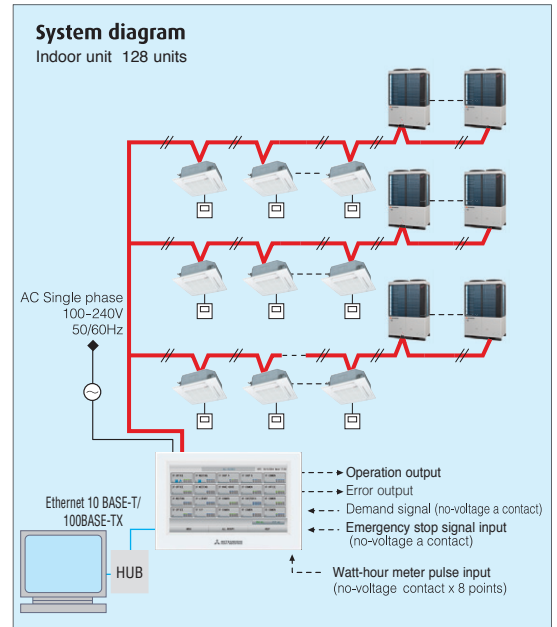 System diagram
Indoor unit 128 units
AC Single phase
100-240V
50/60Hz
Operation output
Error output
Demand signal (no-voltage a contact)
Emergency stop signal input
(no-voltage a contact)
Watt-hour meter pulse input
(no-voltage contact x 8 points)
Ethernet 10 BASE-T/
100BASE-TX
HUB